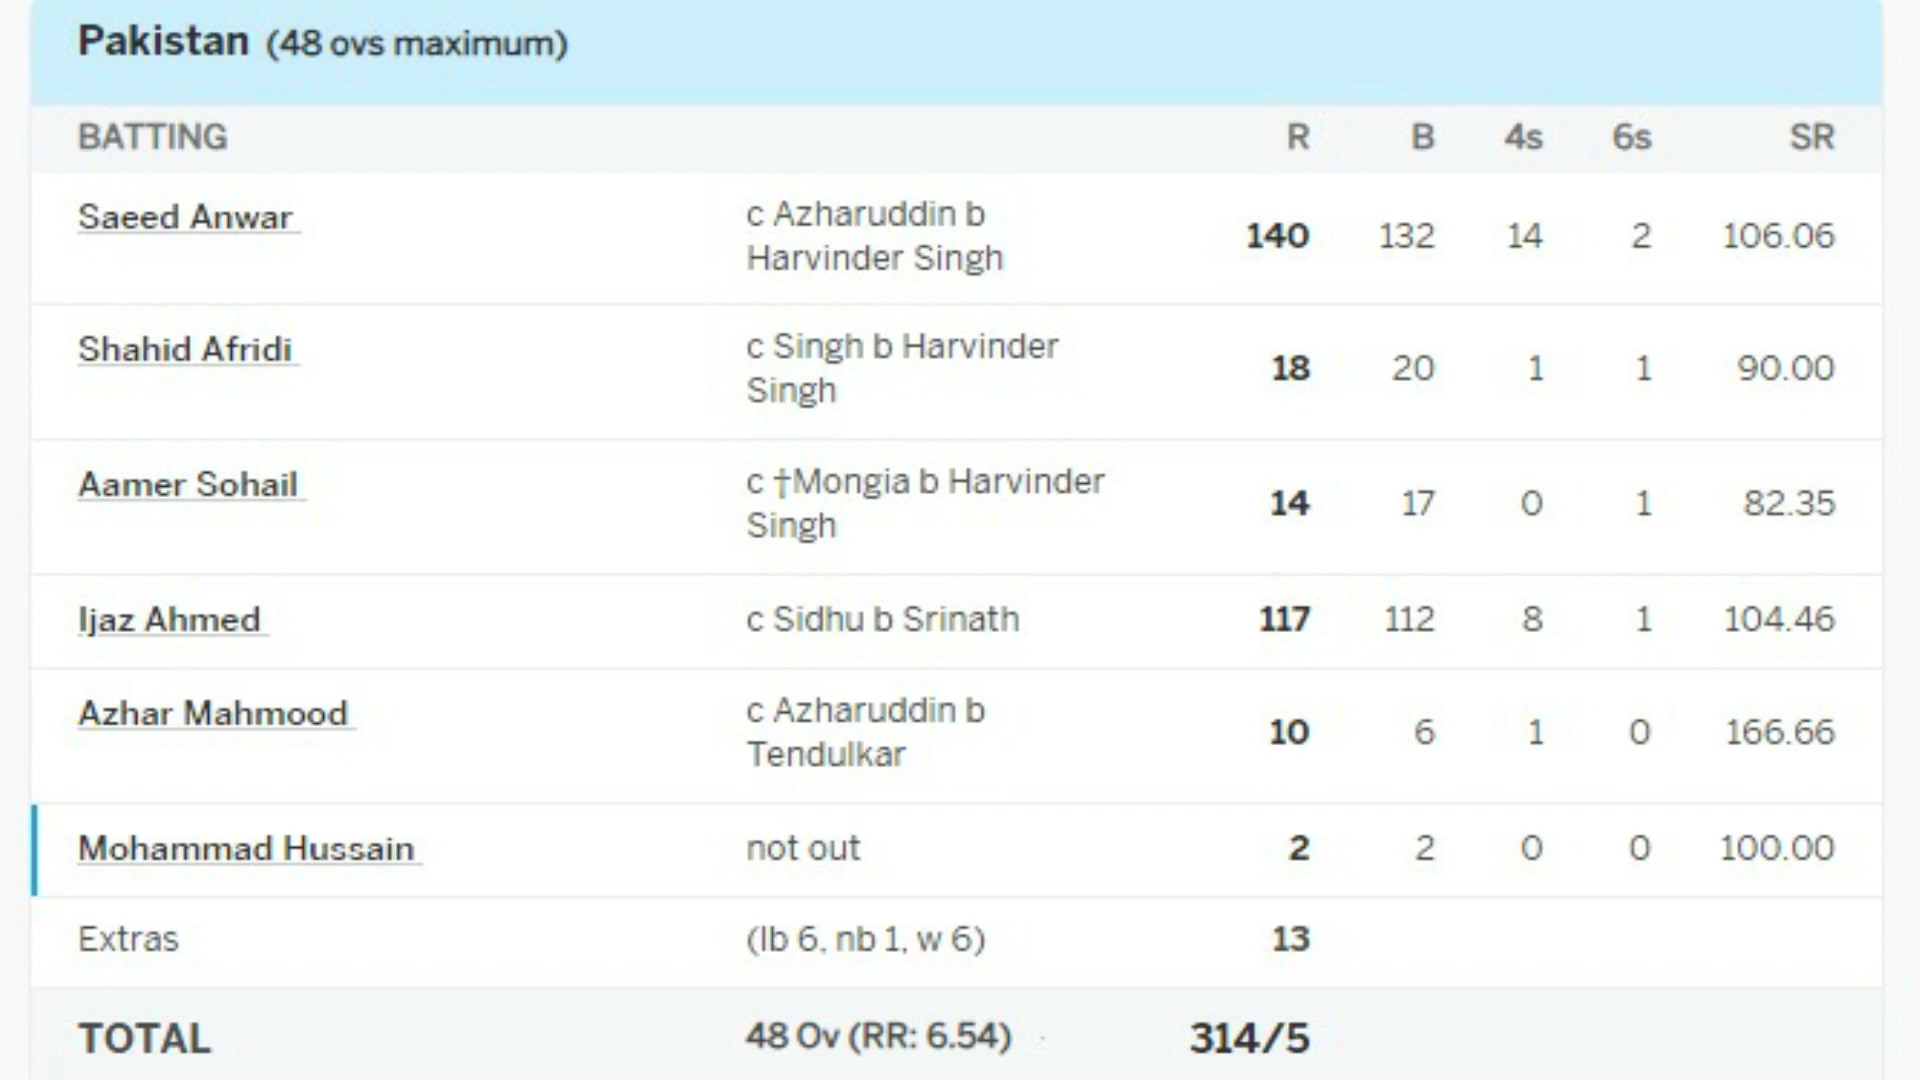 Pakistan (48 ovs maximum)
BATTING R B 4s 6s SR
Saeed Anwar c Azharuddin b Harvinder Singh 140 132 14 2 106.06
Shahid Afridi c Singh b Harvinder Singh 18 20 1 1 90.00
Aamer Sohail c †Mongia b Harvinder Singh 14 17 0 1 82.35
Ijaz Ahmed c Sidhu b Srinath 117 112 8 1 104.46
Azhar Mahmood c Azharuddin b Tendulkar 10 6 1 0 166.66
Mohammad Hussain not out 2 2 0 0 100.00
Extras (lb 6, nb 1, w 6) 13
TOTAL 48 Ov (RR: 6.54) 314/5